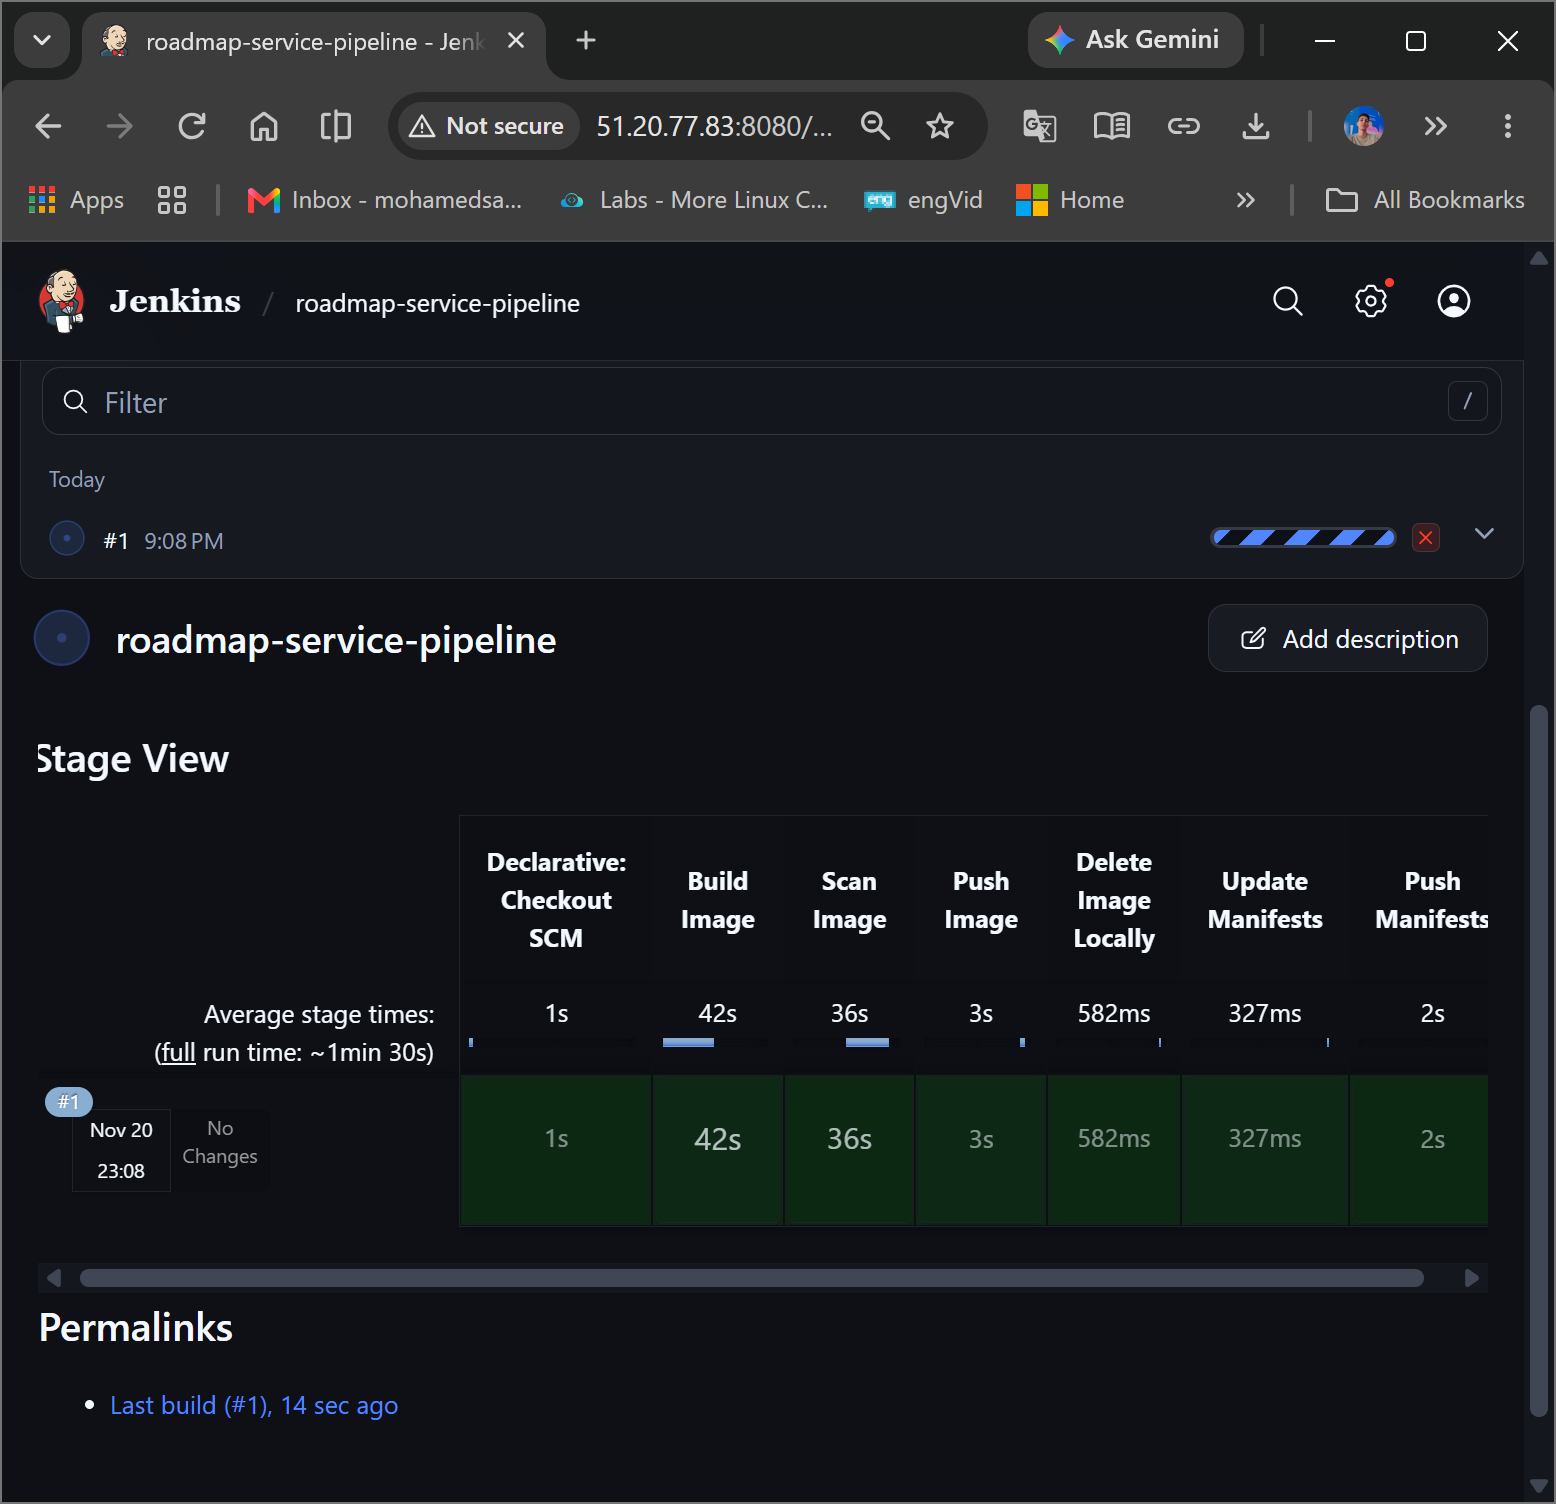 roadmap-service-pipeline - Jenk
Ask Gemini
Not secure
51.20.77.83:8080/...
Apps
Inbox - mohamedsa...
Labs - More Linux C...
engVid
Home
All Bookmarks
Jenkins / roadmap-service-pipeline
Filter
/
Today
#1 9:08 PM
roadmap-service-pipeline
Add description
Stage View
Declarative:
Checkout
SCM
Build
Image
Scan
Image
Push
Image
Delete
Image
Locally
Update
Manifests
Push
Manifests
Average stage times:
(full run time: ~1min 30s)
1s
42s
36s
3s
582ms
327ms
2s
#1
Nov 20
23:08
No
Changes
1s
42s
36s
3s
582ms
327ms
2s
Permalinks
Last build (#1), 14 sec ago